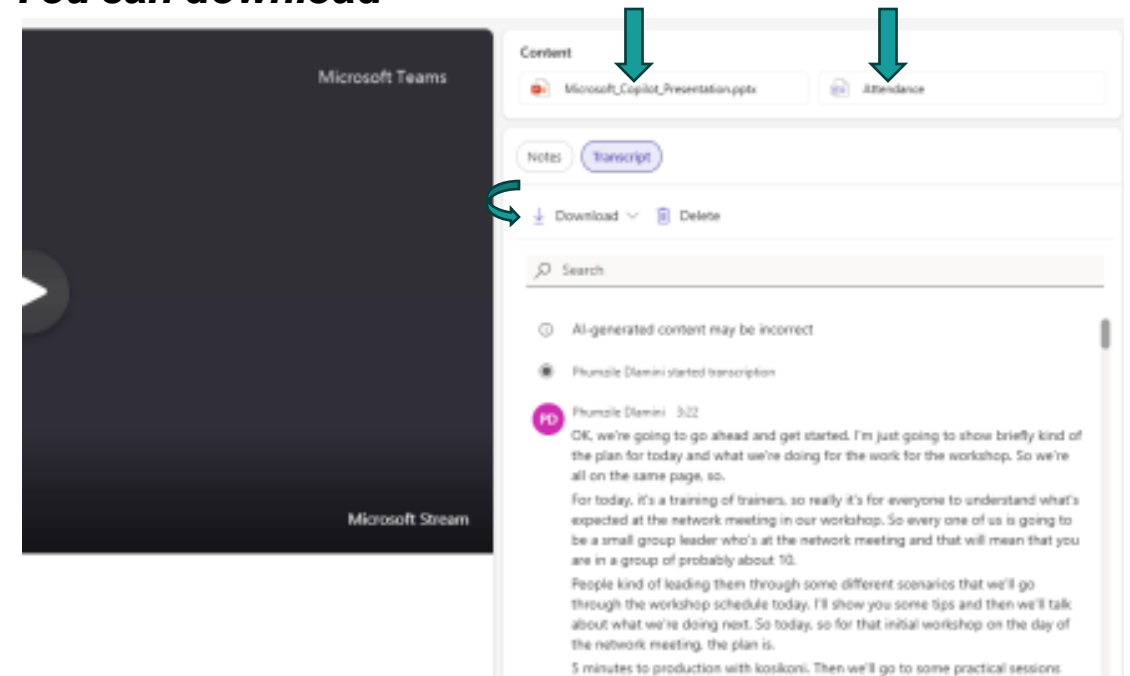 You can download
Microsoft Teams
Content
Microsoft_Copilot_Presentation.pptx
Attendance
Notes
Transcript
Download
Delete
Search
AI-generated content may be incorrect
Phumzile Dlamini started transcription
PD
Phumzile Dlamini 3:22
OK, we're going to go ahead and get started. I'm just going to show briefly kind of
the plan for today and what we're doing for the work for the workshop. So we're
all on the same page, so.
For today, it's a training of trainers, so really it's for everyone to understand what's
expected at the network meeting in our workshop. So every one of us is going to
be a small group leader who's at the network meeting and that will mean that you
are in a group of probably about 10.
People kind of leading them through some different scenarios that we'll go
through the workshop schedule today. I'll show you some tips and then we'll talk
about what we're doing next. So today, so for that initial workshop on the day of
the network meeting, the plan is.
5 minutes to production with kosikoni. Then we'll go to some practical sessions
Microsoft Stream